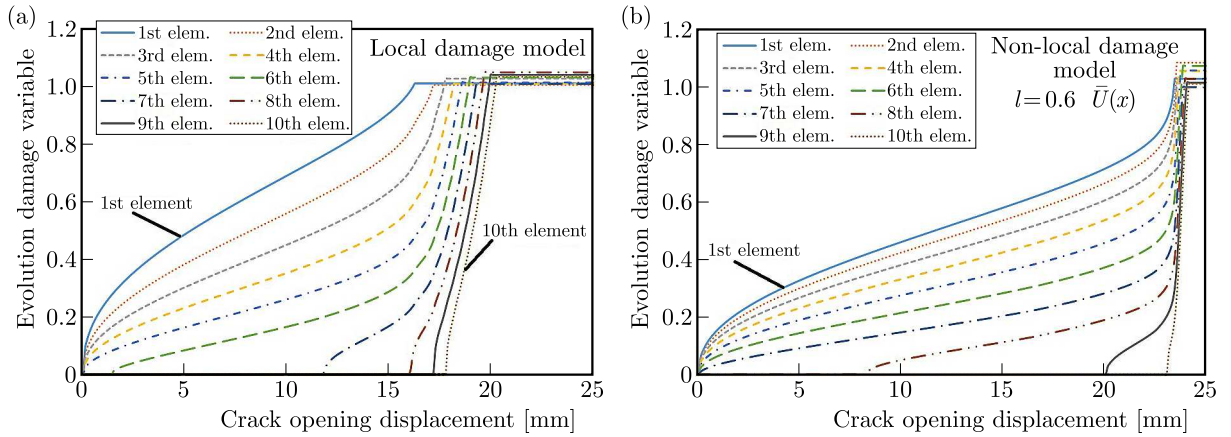 (a)
1.2
1.0
0.8
0.6
0.4
0.2
0
Evolution damage variable
1st elem. 2nd elem.
3rd elem. 4th elem.
5th elem. 6th elem.
7th elem. 8th elem.
9th elem. 10th elem.
Local damage model
1st element
10th element
0 5 10 15 20 25
Crack opening displacement [mm]
(b)
1.2
1.0
0.8
0.6
0.4
0.2
0
Evolution damage variable
1st elem. 2nd elem.
3rd elem. 4th elem.
5th elem. 6th elem.
7th elem. 8th elem.
9th elem. 10th elem.
Non-local damage
model
l=0.6 Ū(x)
1st element
0 5 10 15 20 25
Crack opening displacement [mm]